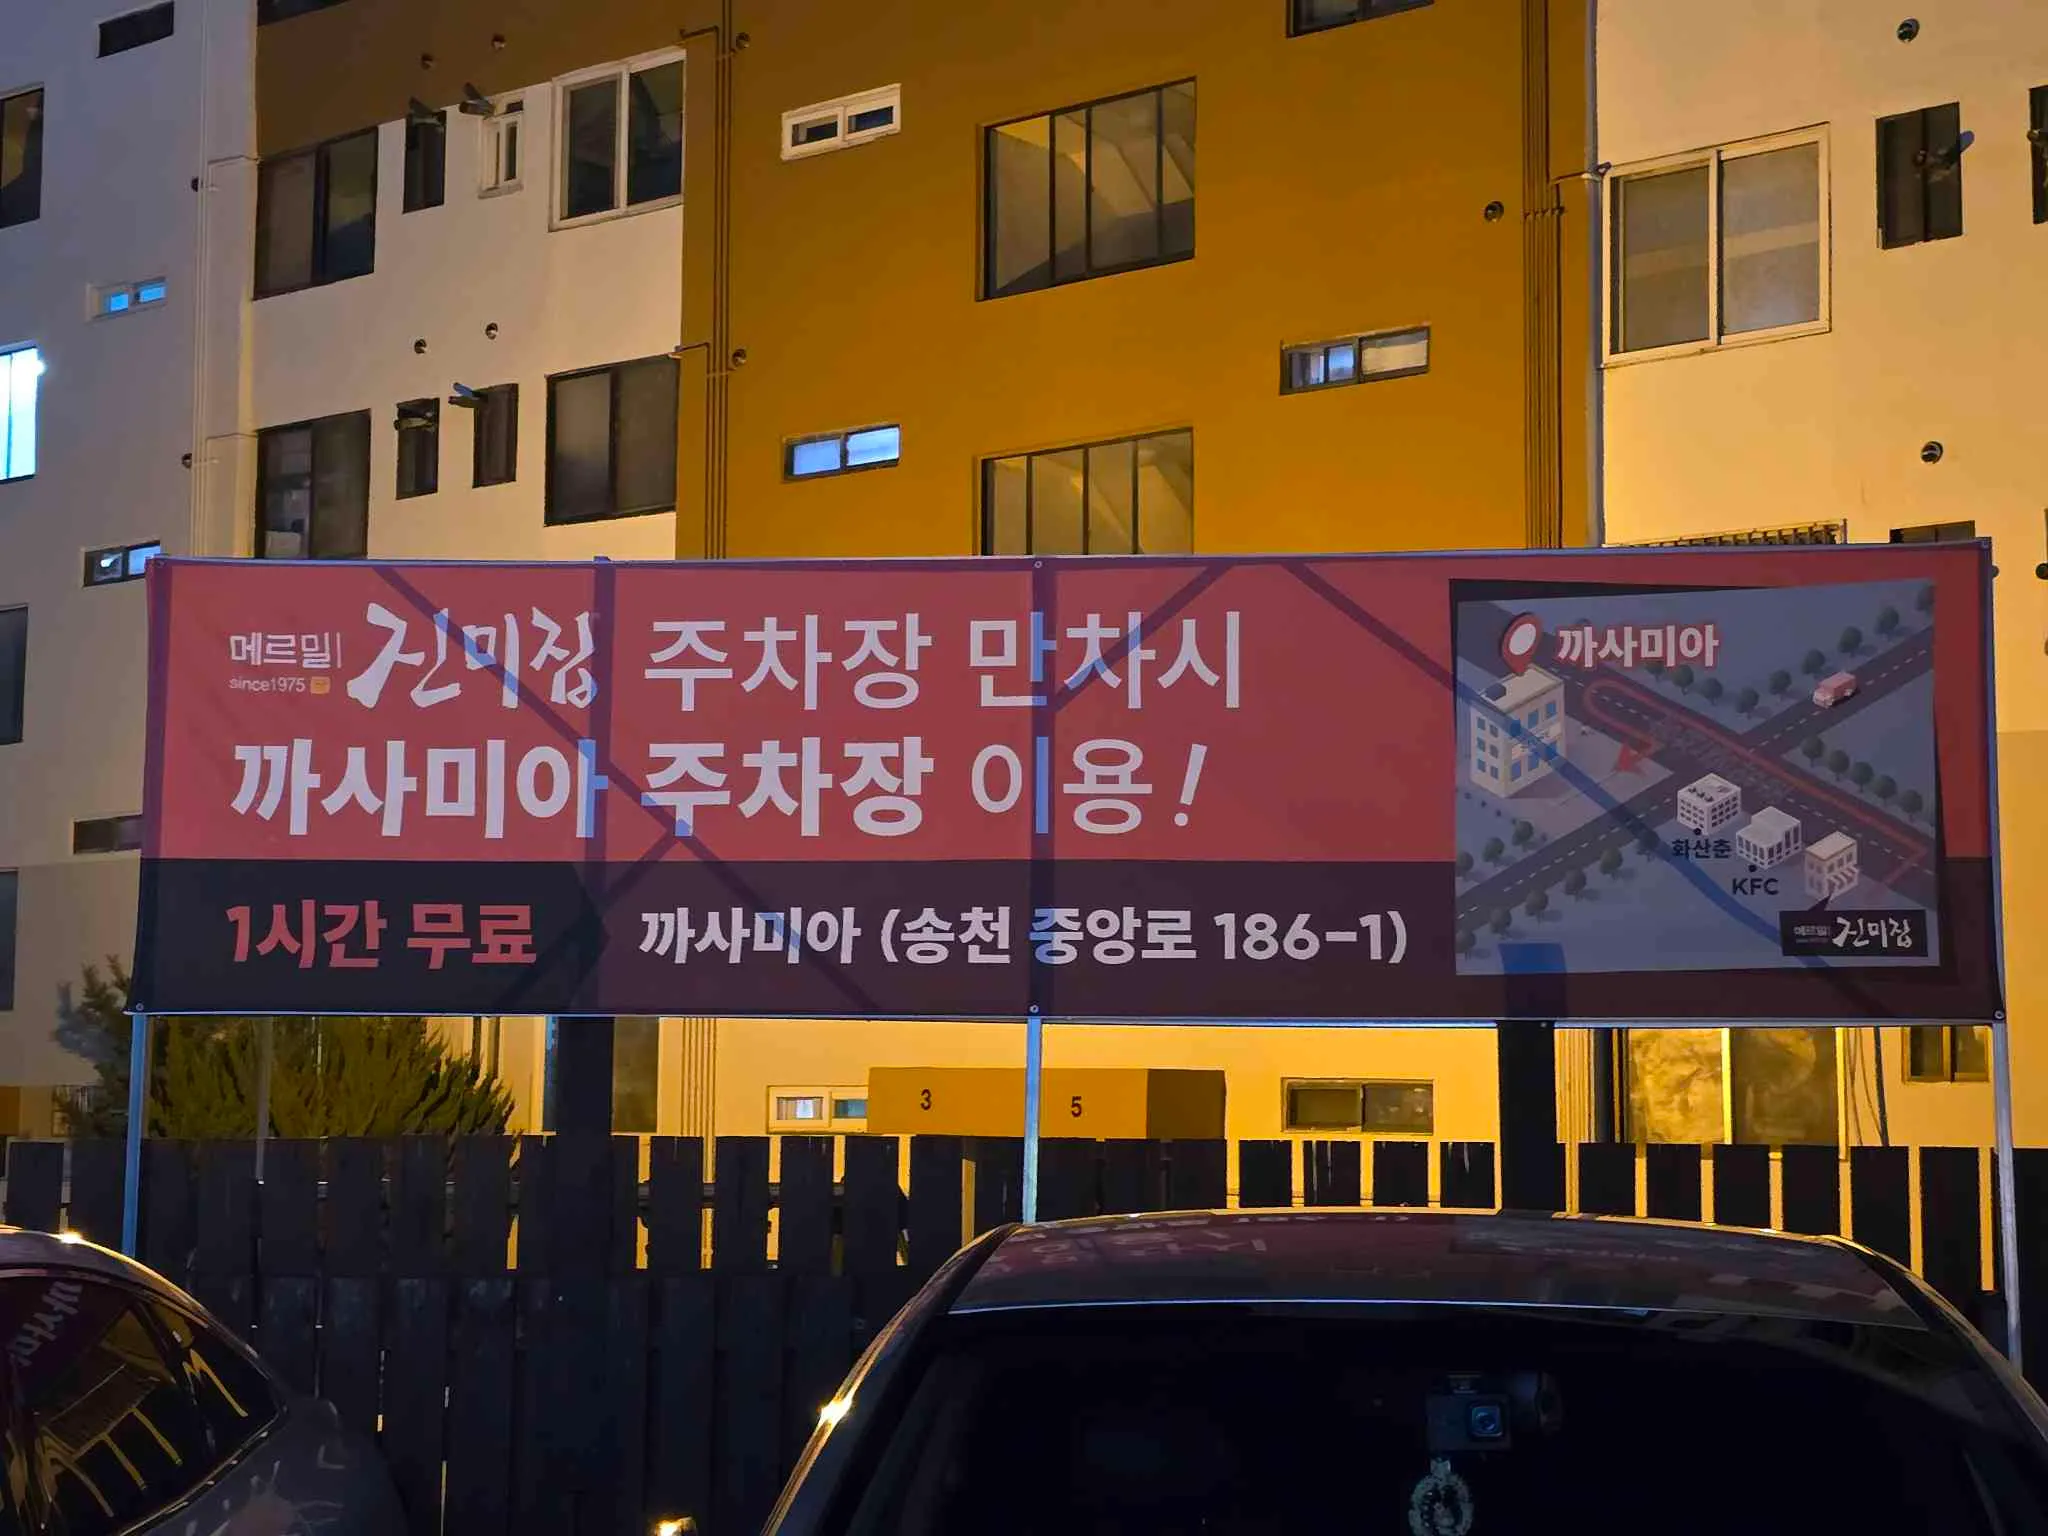 메르밀| 진미집 주차장 만차시
since1975
까사미아 주차장 이용!
1시간 무료
까사미아 (송천 중앙로 186-1)
까사미아
화산춘
KFC
메르밀| 진미집
3
5